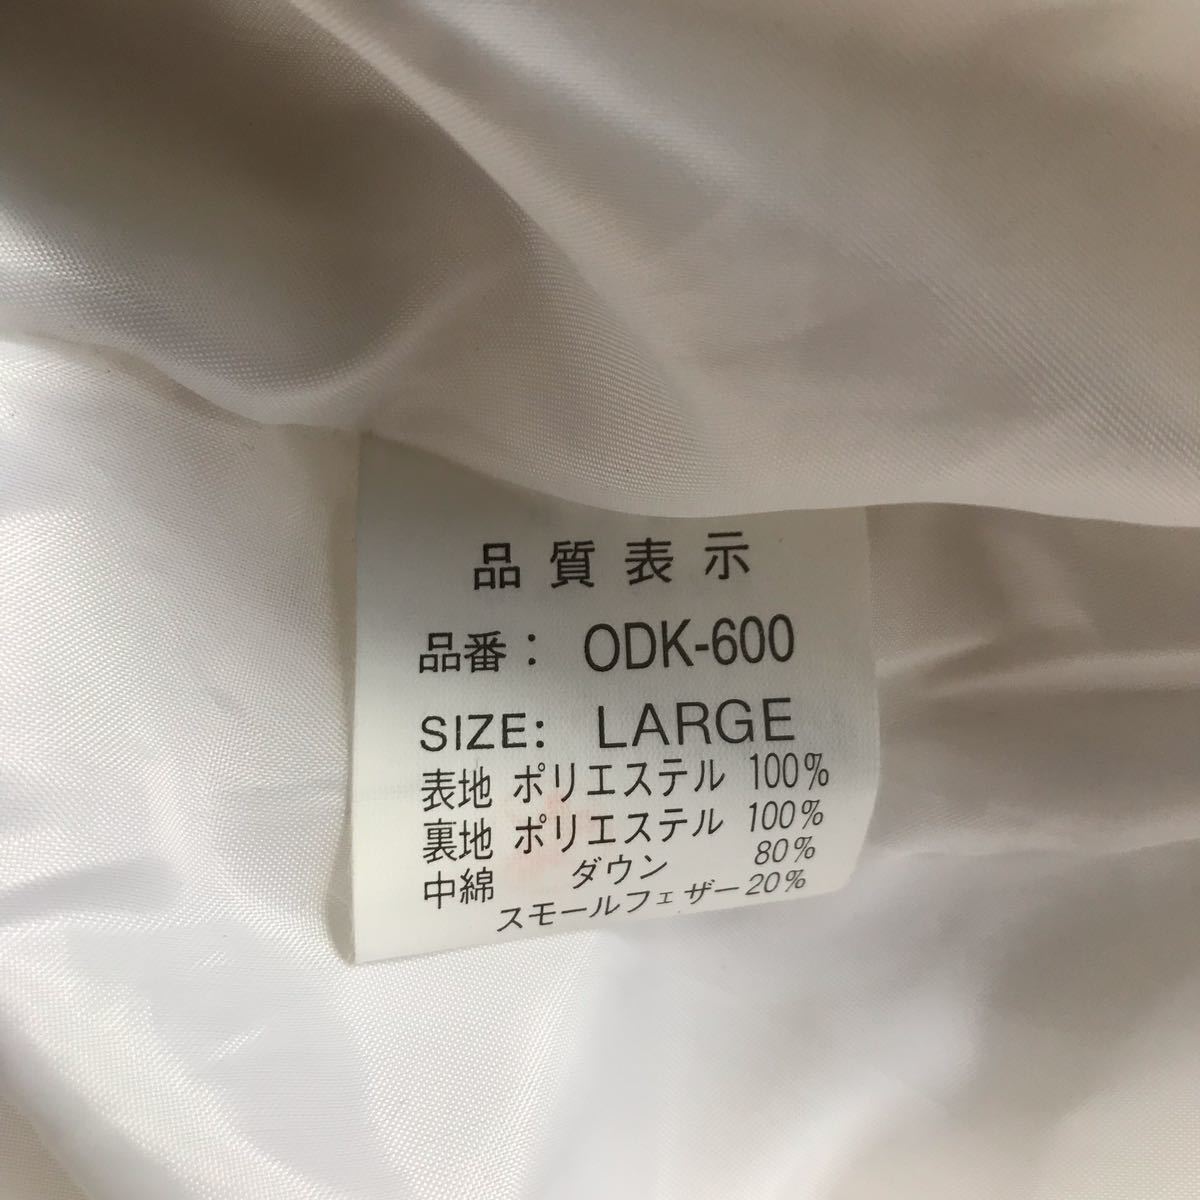 品質表示
品番： ODK-600
SIZE: LARGE
表地 ポリエステル 100%
裏地 ポリエステル 100%
中綿 ダウン 80%
スモールフェザー20%